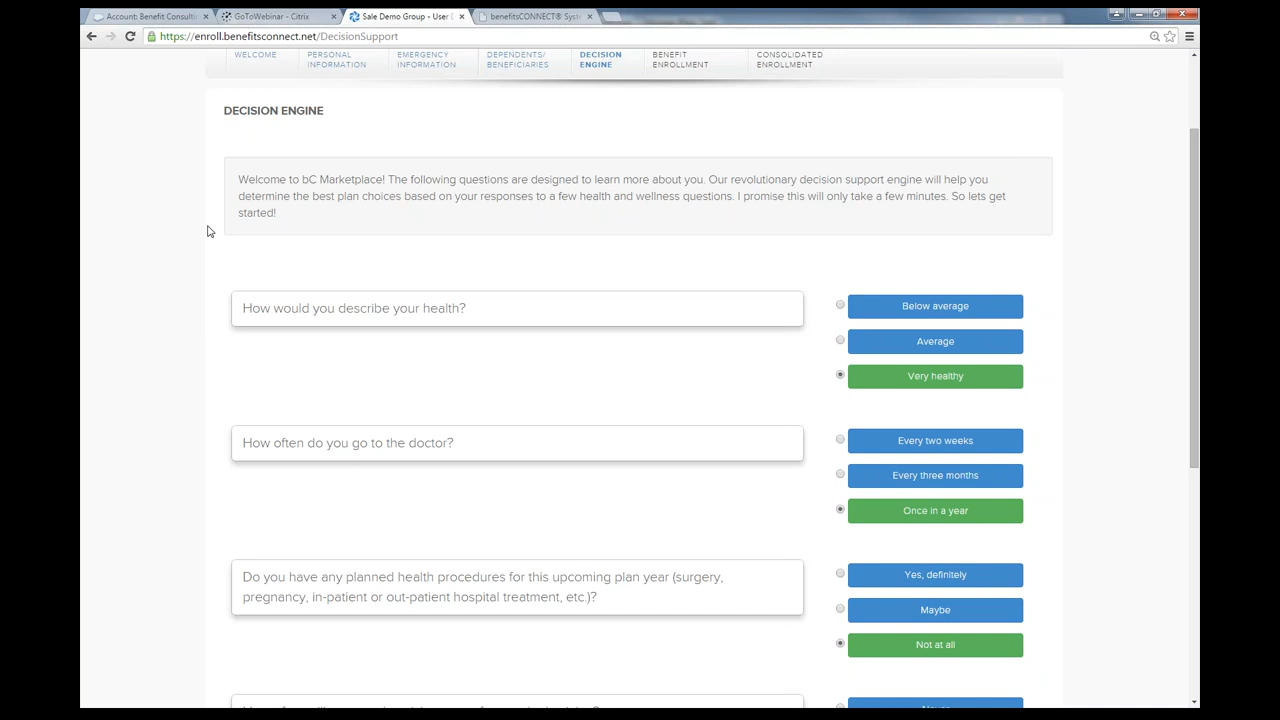 Account: Benefit Consulti
GoToWebinar - Citrix
Sale Demo Group - User D
benefitsCONNECT® Syst
https://enroll.benefitsconnect.net/DecisionSupport
WELCOME
PERSONAL
INFORMATION
EMERGENCY
INFORMATION
DEPENDENTS/
BENEFICIARIES
DECISION
ENGINE
BENEFIT
ENROLLMENT
CONSOLIDATED
ENROLLMENT
DECISION ENGINE
Welcome to bC Marketplace! The following questions are designed to learn more about you. Our revolutionary decision support engine will help you
determine the best plan choices based on your responses to a few health and wellness questions. I promise this will only take a few minutes. So lets get
started!
How would you describe your health?
Below average
Average
Very healthy
How often do you go to the doctor?
Every two weeks
Every three months
Once in a year
Do you have any planned health procedures for this upcoming plan year (surgery,
pregnancy, in-patient or out-patient hospital treatment, etc.)?
Yes, definitely
Maybe
Not at all